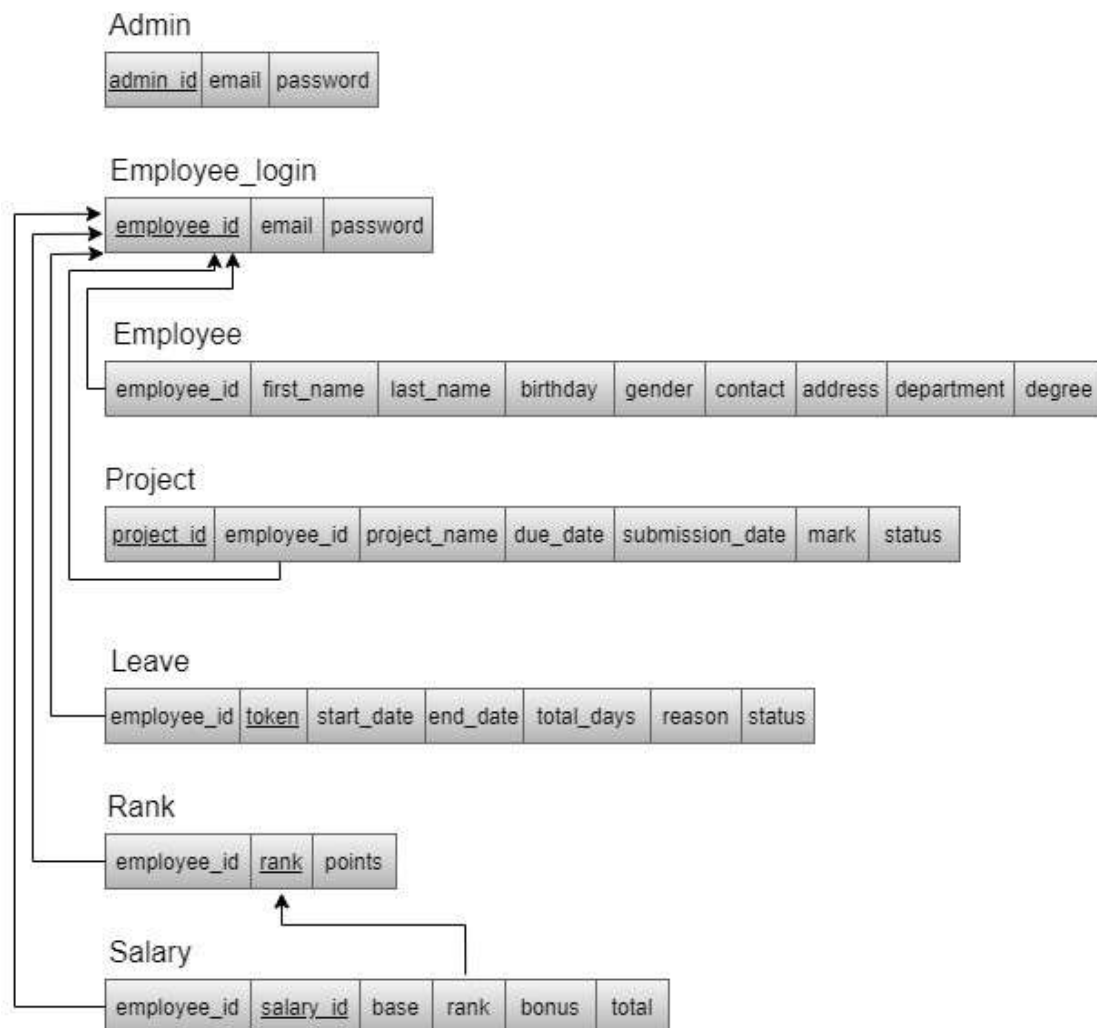 Admin
admin_id email password
Employee_login
employee_id email password
Employee
employee_id first_name last_name birthday gender contact address department degree
Project
project_id employee_id project_name due_date submission_date mark status
Leave
employee_id token start_date end_date total_days reason status
Rank
employee_id rank points
Salary
employee_id salary_id base rank bonus total